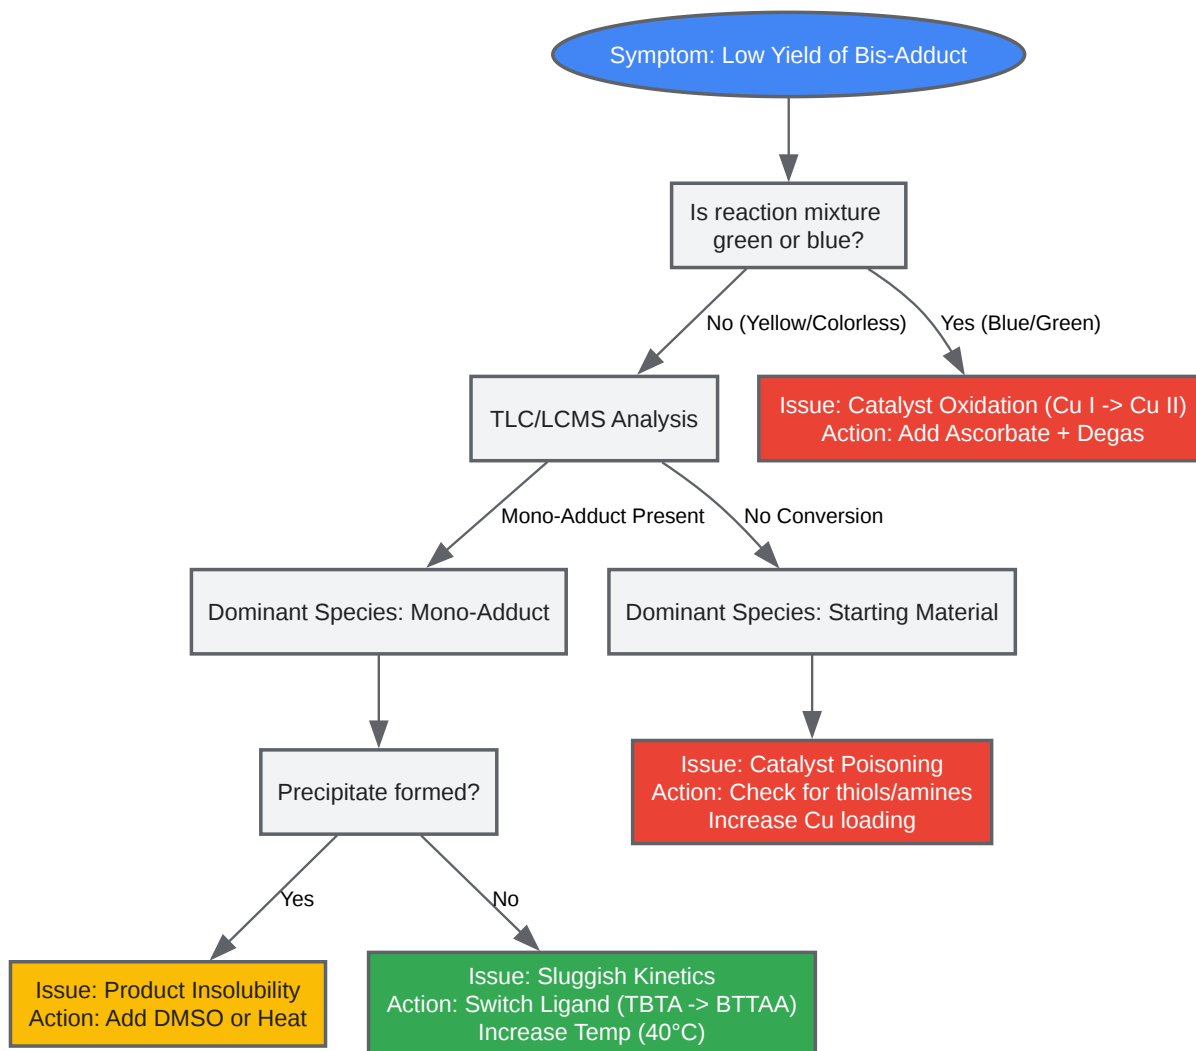 Symptom: Low Yield of Bis-Adduct
Is reaction mixture
green or blue?
No (Yellow/Colorless)
Yes (Blue/Green)
TLC/LCMS Analysis
Issue: Catalyst Oxidation (Cu I -> Cu II)
Action: Add Ascorbate + Degas
Mono-Adduct Present
No Conversion
Dominant Species: Mono-Adduct
Dominant Species: Starting Material
Precipitate formed?
Issue: Catalyst Poisoning
Action: Check for thiols/amines
Increase Cu loading
Yes
No
Issue: Product Insolubility
Action: Add DMSO or Heat
Issue: Sluggish Kinetics
Action: Switch Ligand (TBTA -> BTTAA)
Increase Temp (40°C)